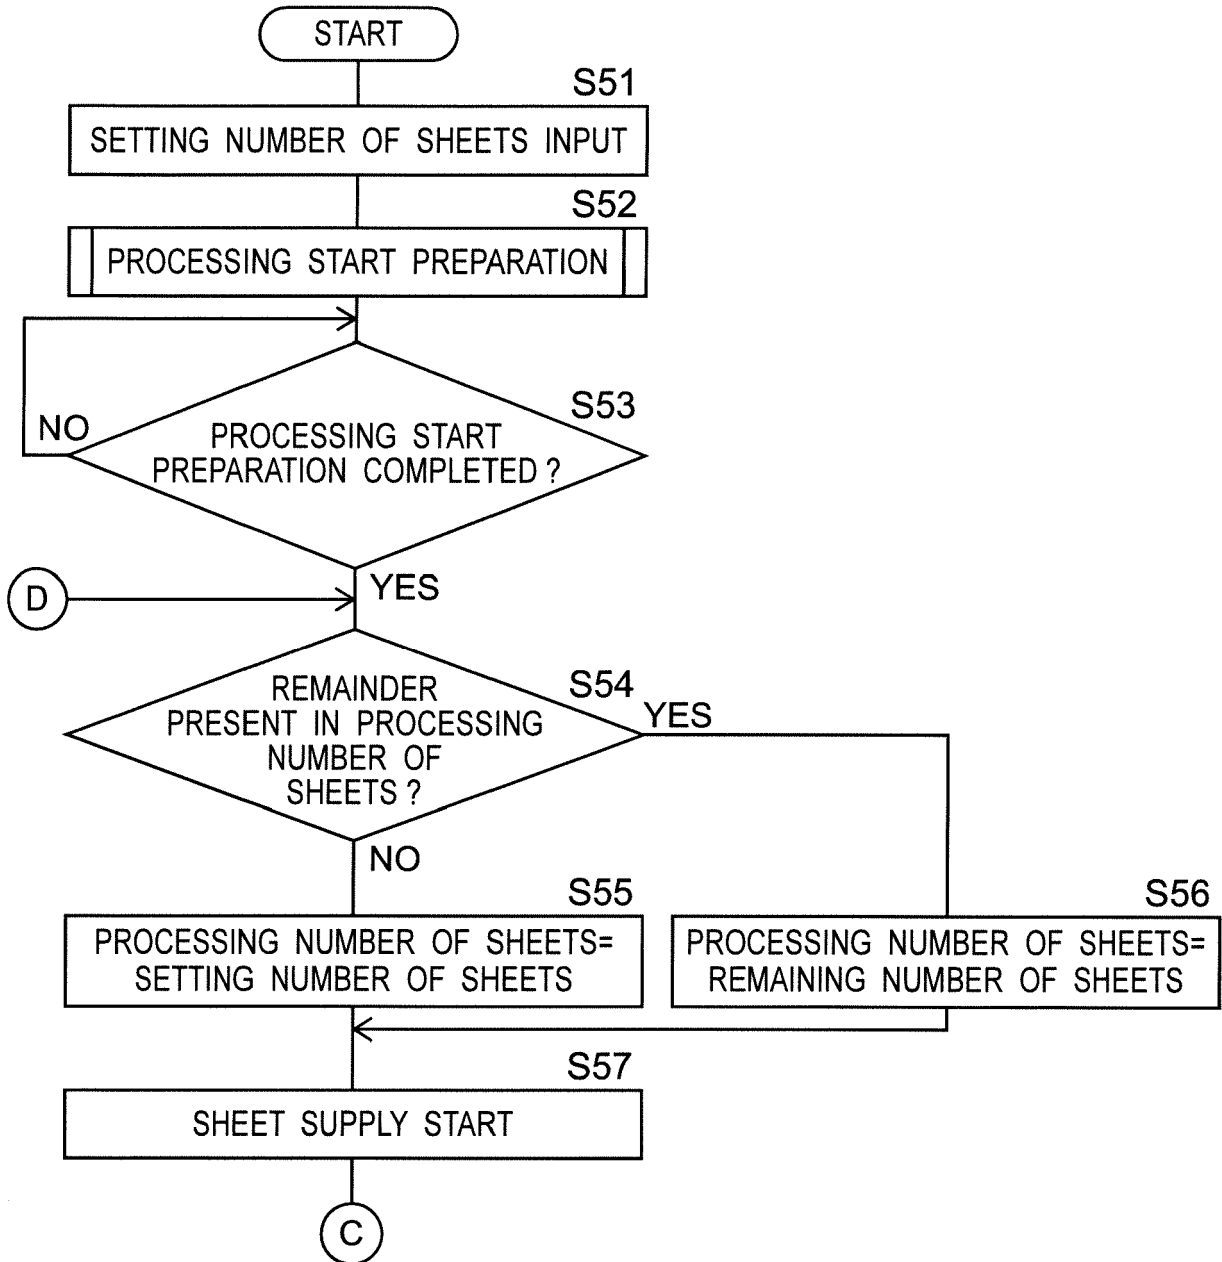 START
S51
SETTING NUMBER OF SHEETS INPUT
S52
PROCESSING START PREPARATION
S53
NO
PROCESSING START
PREPARATION COMPLETED ?
YES
D
S54
YES
REMAINDER
PRESENT IN PROCESSING
NUMBER OF
SHEETS ?
NO
S55
PROCESSING NUMBER OF SHEETS=
SETTING NUMBER OF SHEETS
S56
PROCESSING NUMBER OF SHEETS=
REMAINING NUMBER OF SHEETS
S57
SHEET SUPPLY START
C